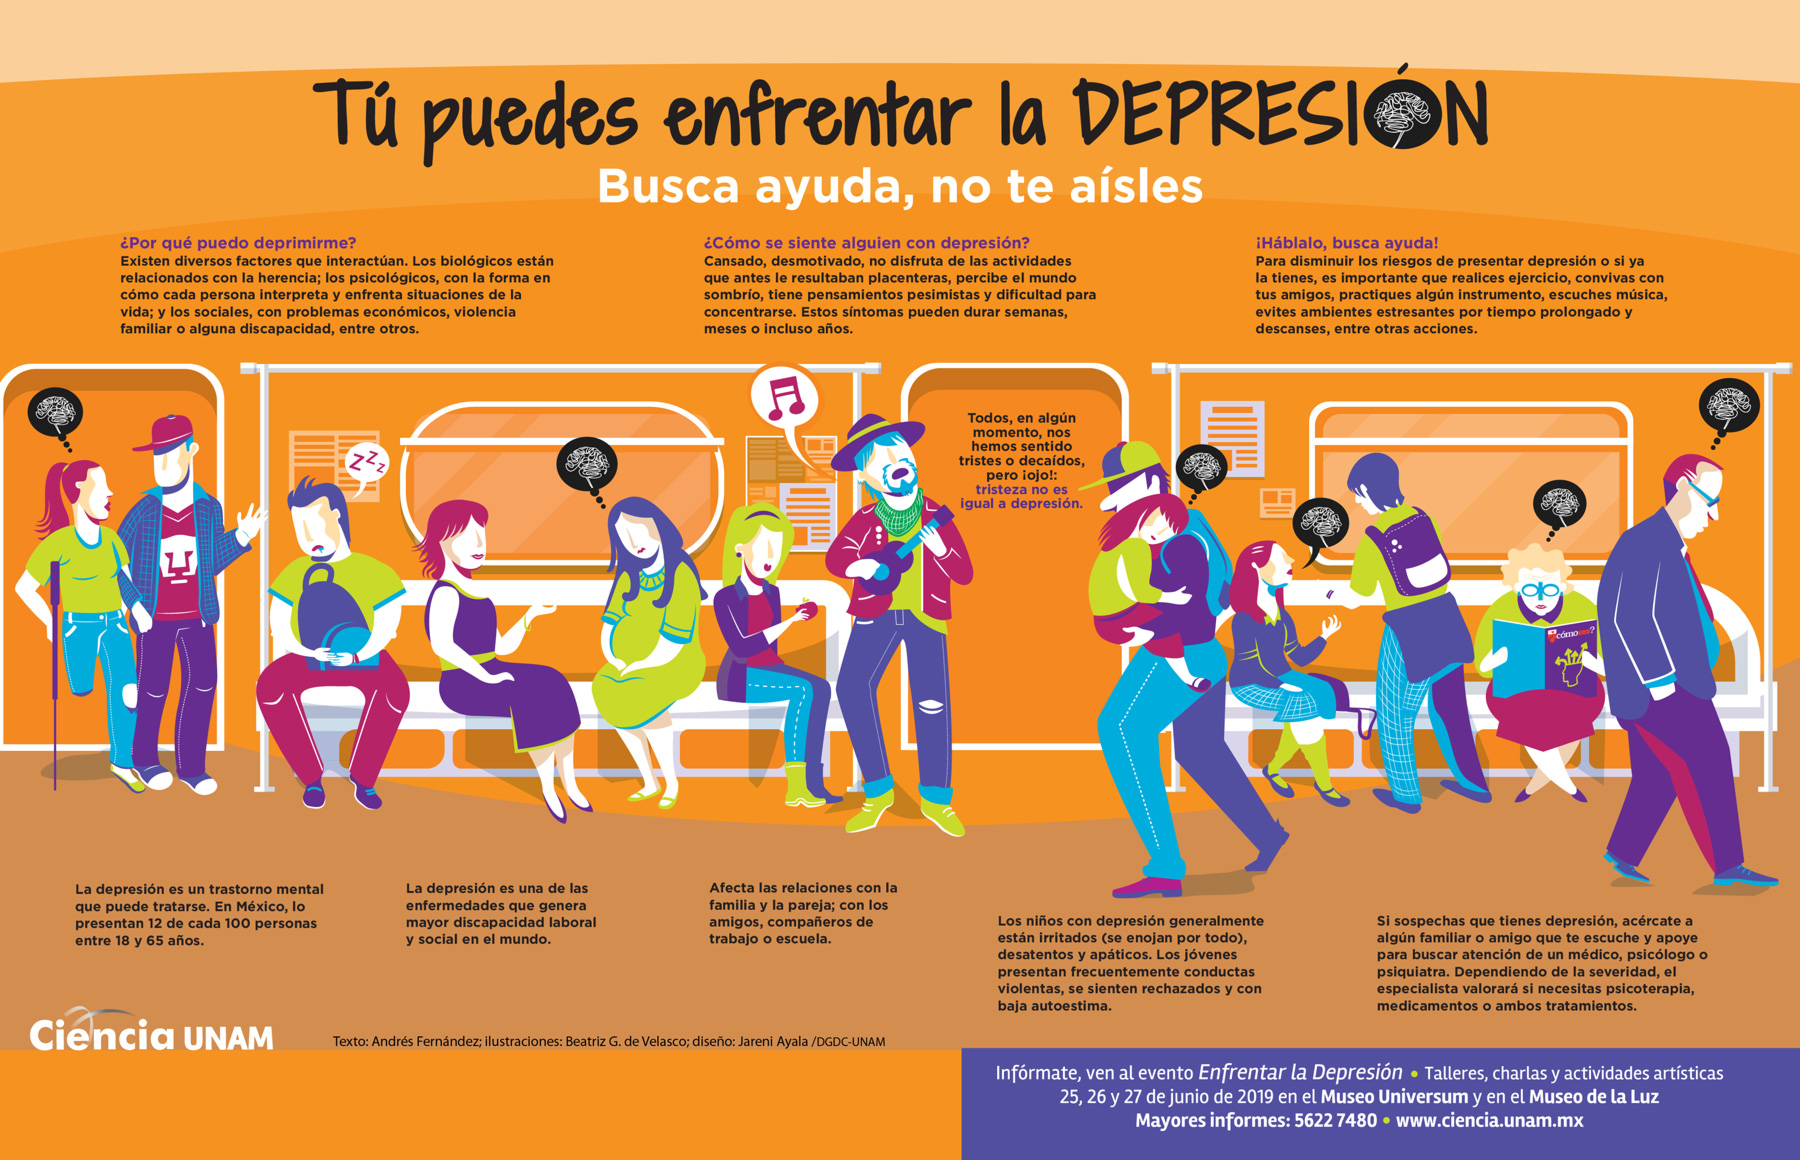 Tú puedes enfrentar la DEPRESIÓN
Busca ayuda, no te aísles
¿Por qué puedo deprimirme?
Existen diversos factores que interactúan. Los biológicos están
relacionados con la herencia; los psicológicos, con la forma en
cómo cada persona interpreta y enfrenta situaciones de la
vida; y los sociales, con problemas económicos, violencia
familiar o alguna discapacidad, entre otros.
¿Cómo se siente alguien con depresión?
Cansado, desmotivado, no disfruta de las actividades
que antes le resultaban placenteras, percibe el mundo
sombrío, tiene pensamientos pesimistas y dificultad para
concentrarse. Estos síntomas pueden durar semanas,
meses o incluso años.
¡Háblalo, busca ayuda!
Para disminuir los riesgos de presentar depresión o si ya
la tienes, es importante que realices ejercicio, convivas con
tus amigos, practiques algún instrumento, escuches música,
evites ambientes estresantes por tiempo prolongado y
descanses, entre otras acciones.
ZZZ
Todos, en algún
momento, nos
hemos sentido
tristes o decaídos,
pero ¡ojo!:
tristeza no es
igual a depresión.
¿cómoves?
La depresión es un trastorno mental
que puede tratarse. En México, lo
presentan 12 de cada 100 personas
entre 18 y 65 años.
La depresión es una de las
enfermedades que genera
mayor discapacidad laboral
y social en el mundo.
Afecta las relaciones con la
familia y la pareja; con los
amigos, compañeros de
trabajo o escuela.
Los niños con depresión generalmente
están irritados (se enojan por todo),
desatentos y apáticos. Los jóvenes
presentan frecuentemente conductas
violentas, se sienten rechazados y con
baja autoestima.
Si sospechas que tienes depresión, acércate a
algún familiar o amigo que te escuche y apoye
para buscar atención de un médico, psicólogo o
psiquiatra. Dependiendo de la severidad, el
especialista valorará si necesitas psicoterapia,
medicamentos o ambos tratamientos.
Ciencia UNAM
Texto: Andrés Fernández; ilustraciones: Beatriz G. de Velasco; diseño: Jareni Ayala /DGDC-UNAM
Infórmate, ven al evento Enfrentar la Depresión • Talleres, charlas y actividades artísticas
25, 26 y 27 de junio de 2019 en el Museo Universum y en el Museo de la Luz
Mayores informes: 5622 7480 • www.ciencia.unam.mx